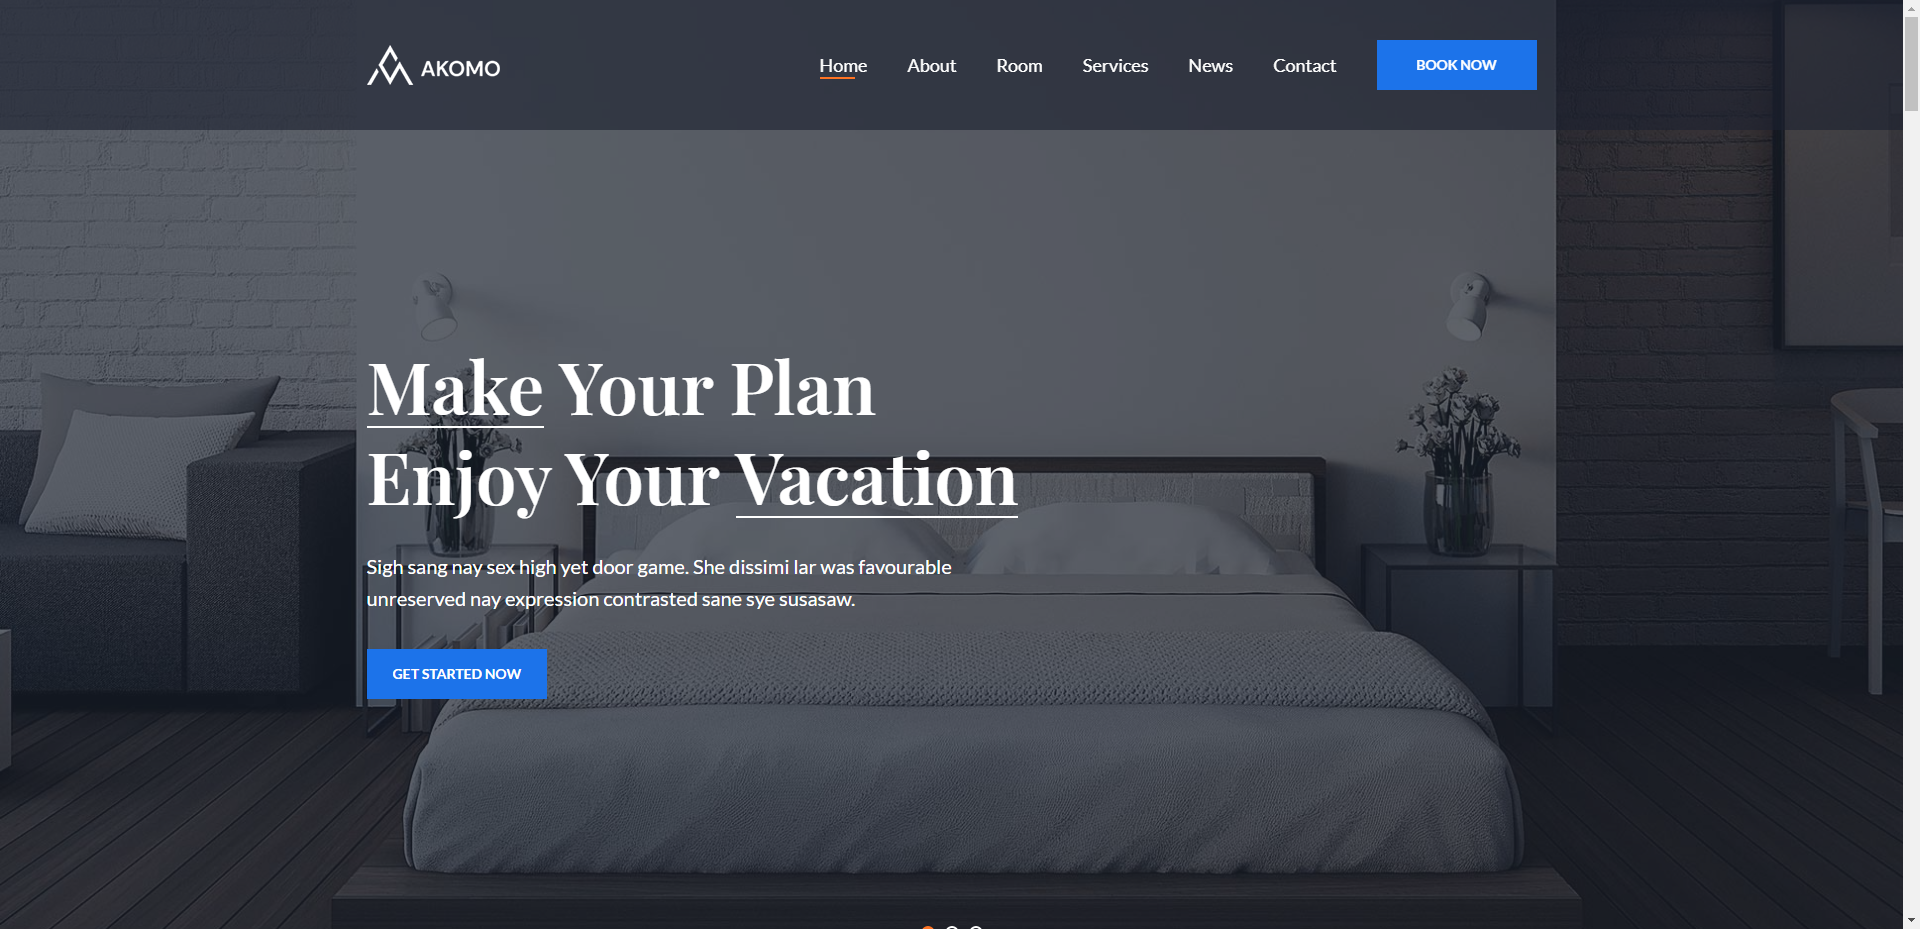 AKOMO
Home
About
Room
Services
News
Contact
BOOK NOW
Make Your Plan
Enjoy Your Vacation
Sigh sang nay sex high yet door game. She dissimi lar was favourable
unreserved nay expression contrasted sane sye susasaw.
GET STARTED NOW